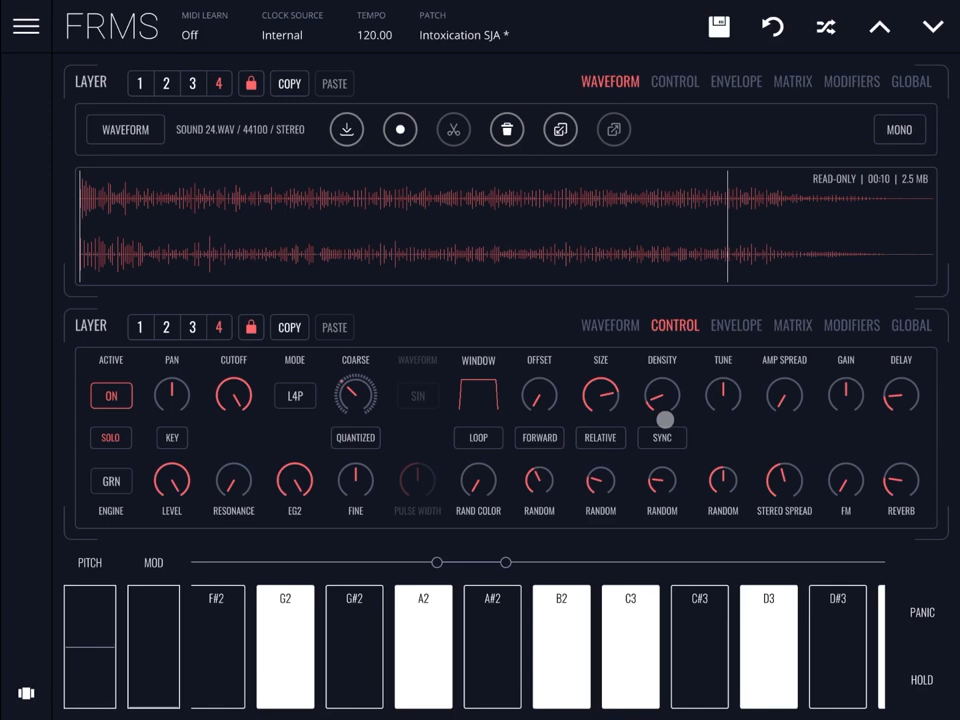 FRMS
MIDI LEARN CLOCK SOURCE TEMPO PATCH
Off Internal 120.00 Intoxication SJA *
LAYER 1 2 3 4 COPY PASTE WAVEFORM CONTROL ENVELOPE MATRIX MODIFIERS GLOBAL
WAVEFORM SOUND 24.WAV / 44100 / STEREO MONO
READ-ONLY | 00:10 | 2.5 MB
LAYER 1 2 3 4 COPY PASTE WAVEFORM CONTROL ENVELOPE MATRIX MODIFIERS GLOBAL
ACTIVE PAN CUTOFF MODE COARSE WAVEFORM WINDOW OFFSET SIZE DENSITY TUNE AMP SPREAD GAIN DELAY
ON L4P SIN
SOLO KEY QUANTIZED LOOP FORWARD RELATIVE SYNC
GRN
ENGINE LEVEL RESONANCE EG2 FINE PULSE WIDTH RAND COLOR RANDOM RANDOM RANDOM RANDOM STEREO SPREAD FM REVERB
PITCH MOD
F#2 G2 G#2 A2 A#2 B2 C3 C#3 D3 D#3
PANIC
HOLD